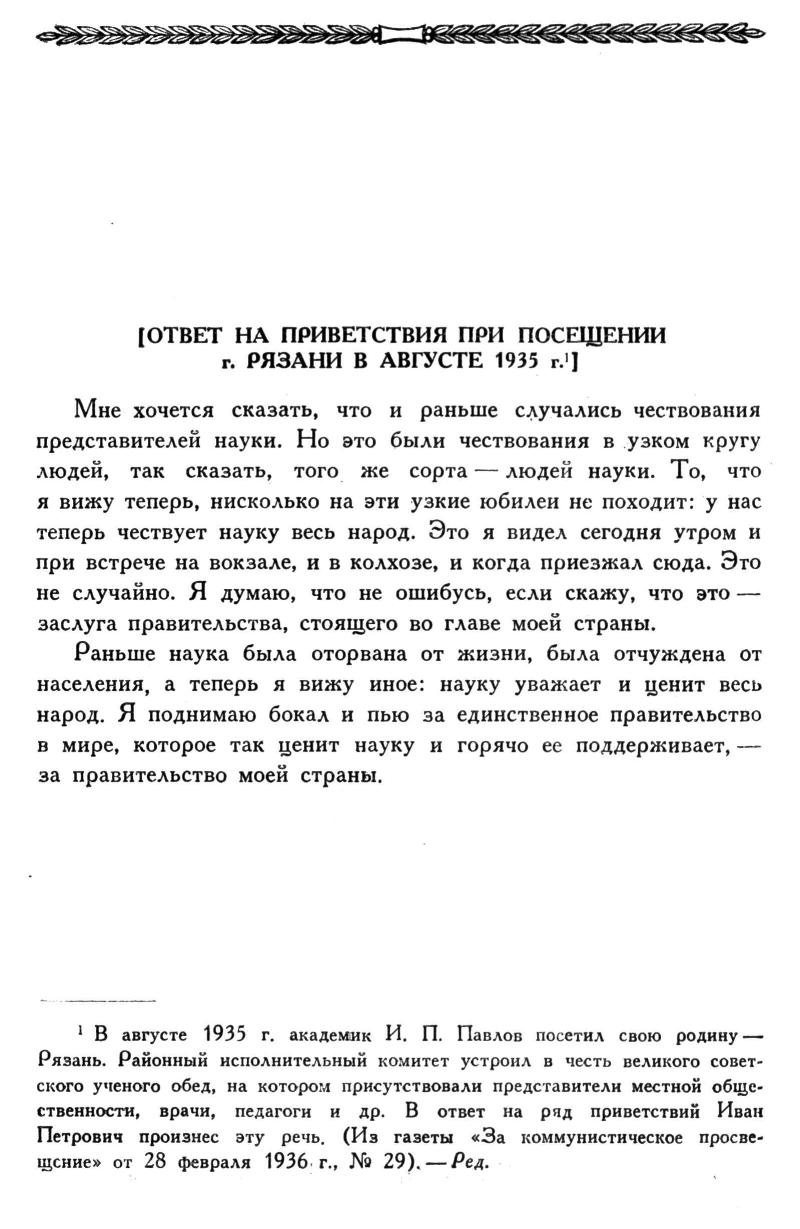 [ОТВЕТ НА ПРИВЕТСТВИЯ ПРИ ПОСЕЩЕНИИ
г. РЯЗАНИ В АВГУСТЕ 1935 г.¹]
Мне хочется сказать, что и раньше случались чествования
представителей науки. Но это были чествования в узком кругу
людей, так сказать, того же сорта — людей науки. То, что
я вижу теперь, нисколько на эти узкие юбилеи не походит: у нас
теперь чествует науку весь народ. Это я видел сегодня утром и
при встрече на вокзале, и в колхозе, и когда приезжал сюда. Это
не случайно. Я думаю, что не ошибусь, если скажу, что это —
заслуга правительства, стоящего во главе моей страны.
Раньше наука была оторвана от жизни, была отчуждена от
населения, а теперь я вижу иное: науку уважает и ценит весь
народ. Я поднимаю бокал и пью за единственное правительство
в мире, которое так ценит науку и горячо ее поддерживает, —
за правительство моей страны.
¹ В августе 1935 г. академик И. П. Павлов посетил свою родину —
Рязань. Районный исполнительный комитет устроил в честь великого совет-
ского ученого обед, на котором присутствовали представители местной обще-
ственности, врачи, педагоги и др. В ответ на ряд приветствий Иван
Петрович произнес эту речь. (Из газеты «За коммунистическое просве-
щение» от 28 февраля 1936 г., № 29). — Ред.